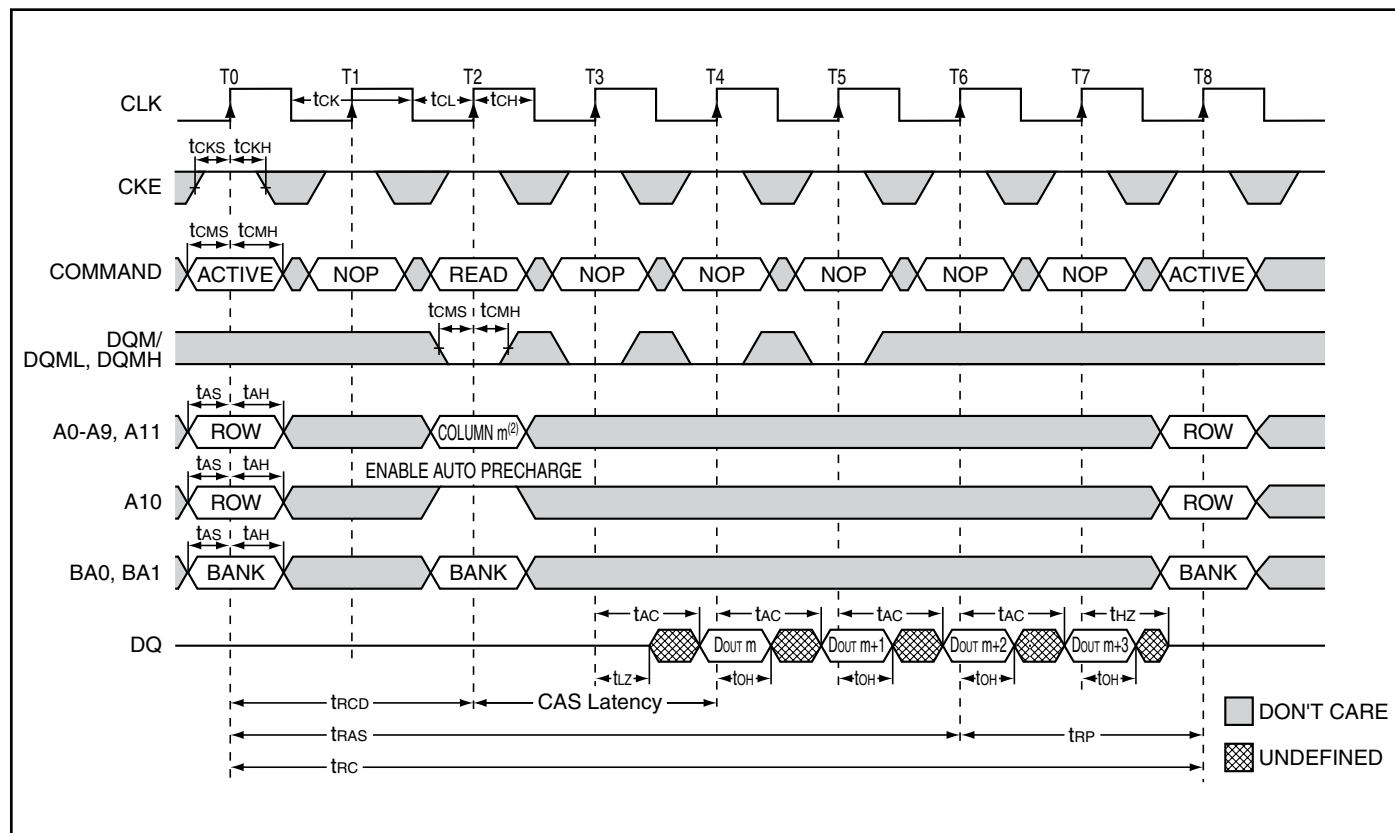 T0 T1 T2 T3 T4 T5 T6 T7 T8
CLK tCK tCL tCH
tCKS tCKH
CKE
tCMS tCMH
COMMAND ACTIVE NOP READ NOP NOP NOP NOP NOP ACTIVE
tCMS tCMH
DQM/
DQML, DQMH
tAS tAH
A0-A9, A11 ROW COLUMN m(2) ROW
tAS tAH ENABLE AUTO PRECHARGE
A10 ROW ROW
tAS tAH
BA0, BA1 BANK BANK BANK
tAC tAC tAC tAC tHZ
DQ DOUT m DOUT m+1 DOUT m+2 DOUT m+3
tLZ tOH tOH tOH tOH
tRCD CAS Latency
DON'T CARE
tRAS tRP
UNDEFINED
tRC